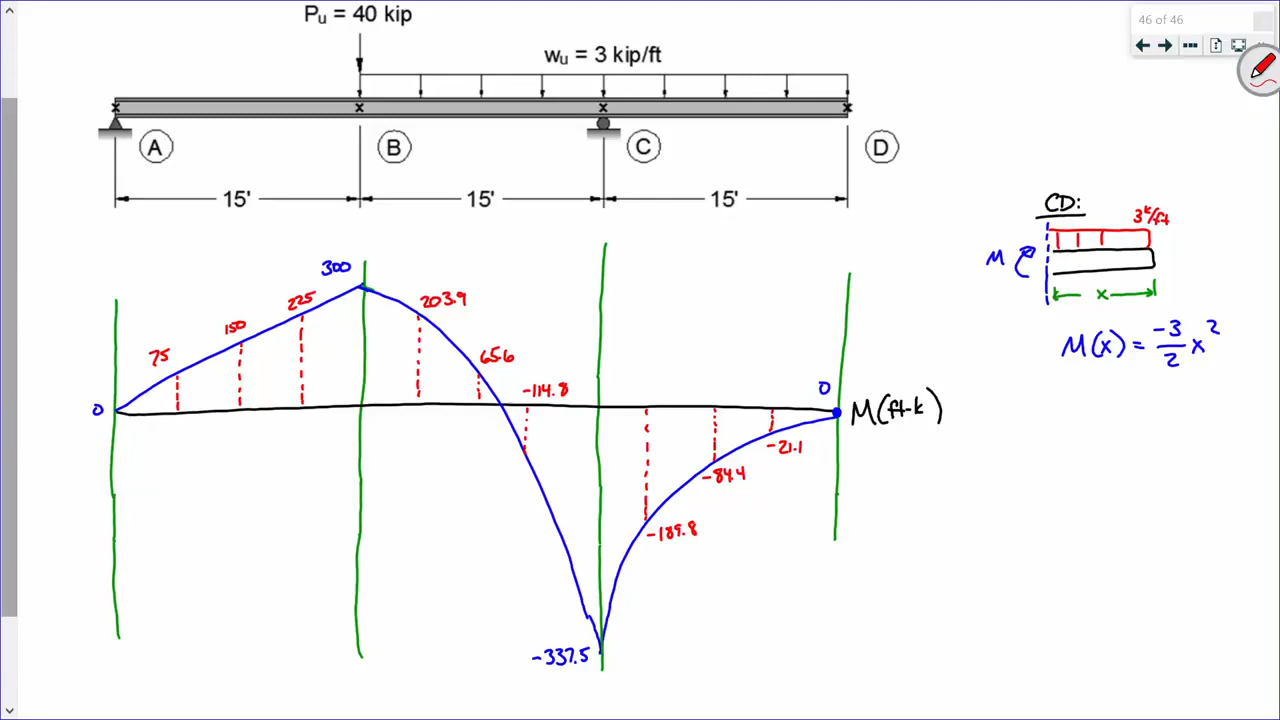 46 of 46
Pu = 40 kip
wu = 3 kip/ft
A
B
C
D
15'
15'
15'
CD:
3k/ft
M
x
M(x) = -3/2 x²
300
225
203.9
150
75
65.6
-114.8
0
0
M(ft-k)
-21.1
-84.4
-189.8
-337.5